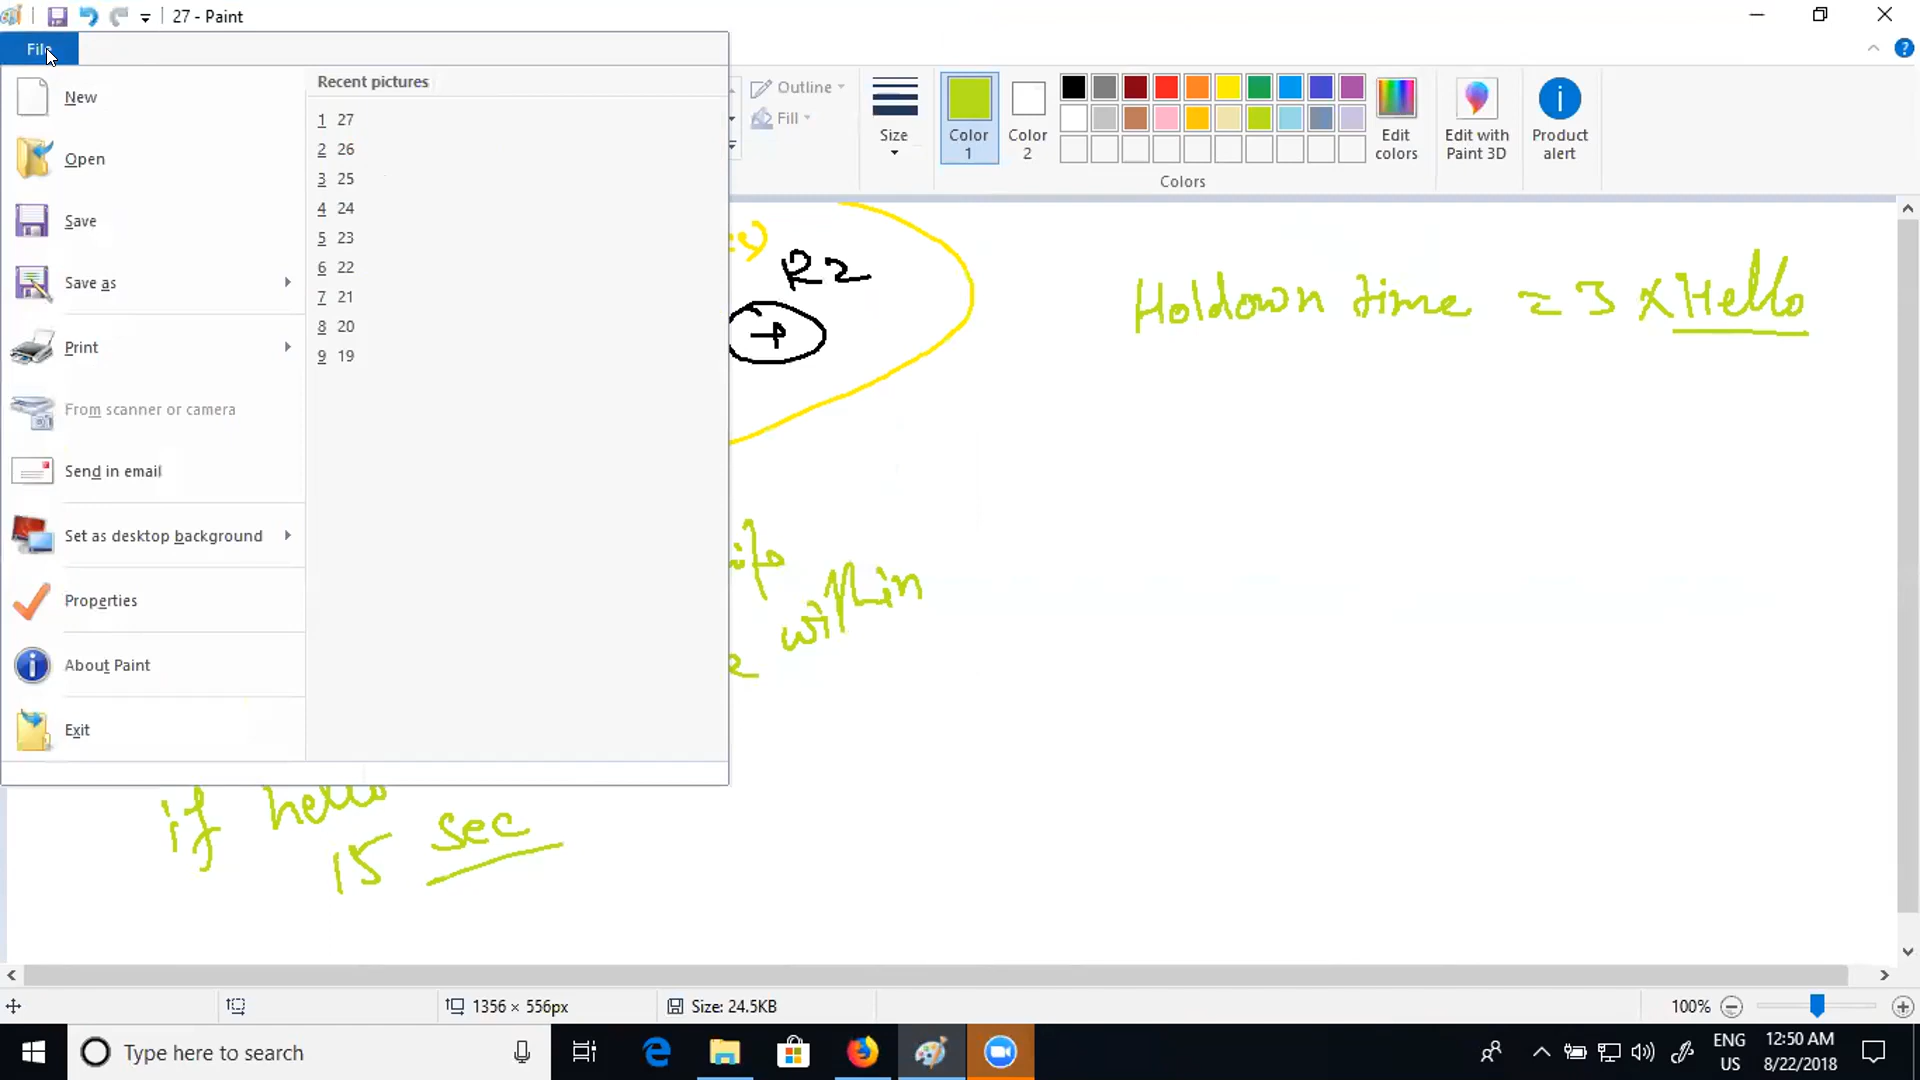 27 - Paint
File
New
Open
Save
Save as
Print
From scanner or camera
Send in email
Set as desktop background
Properties
About Paint
Exit
Recent pictures
1 27
2 26
3 25
4 24
5 23
6 22
7 21
8 20
9 19
Outline
Fill
Size
Color 1
Color 2
Edit colors
Edit with Paint 3D
Product alert
Colors
R2
Holdown time = 3 × Hello
within
if hello
15 sec
1356 × 556px
Size: 24.5KB
100%
Type here to search
ENG
US
12:50 AM
8/22/2018